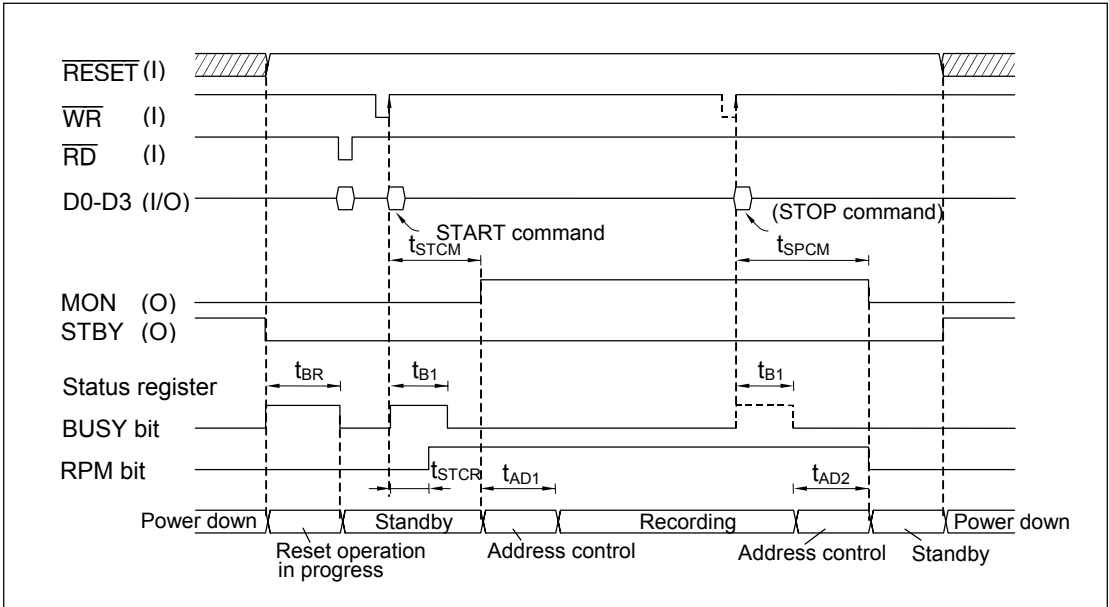 RESET (I)
WR (I)
RD (I)
D0-D3 (I/O)
START command
(STOP command)
tSTCM
tSPCM
MON (O)
STBY (O)
Status register
tBR
tB1
tB1
BUSY bit
RPM bit
tSTCR
tAD1
tAD2
Power down
Standby
Recording
Power down
Reset operation
in progress
Address control
Address control
Standby